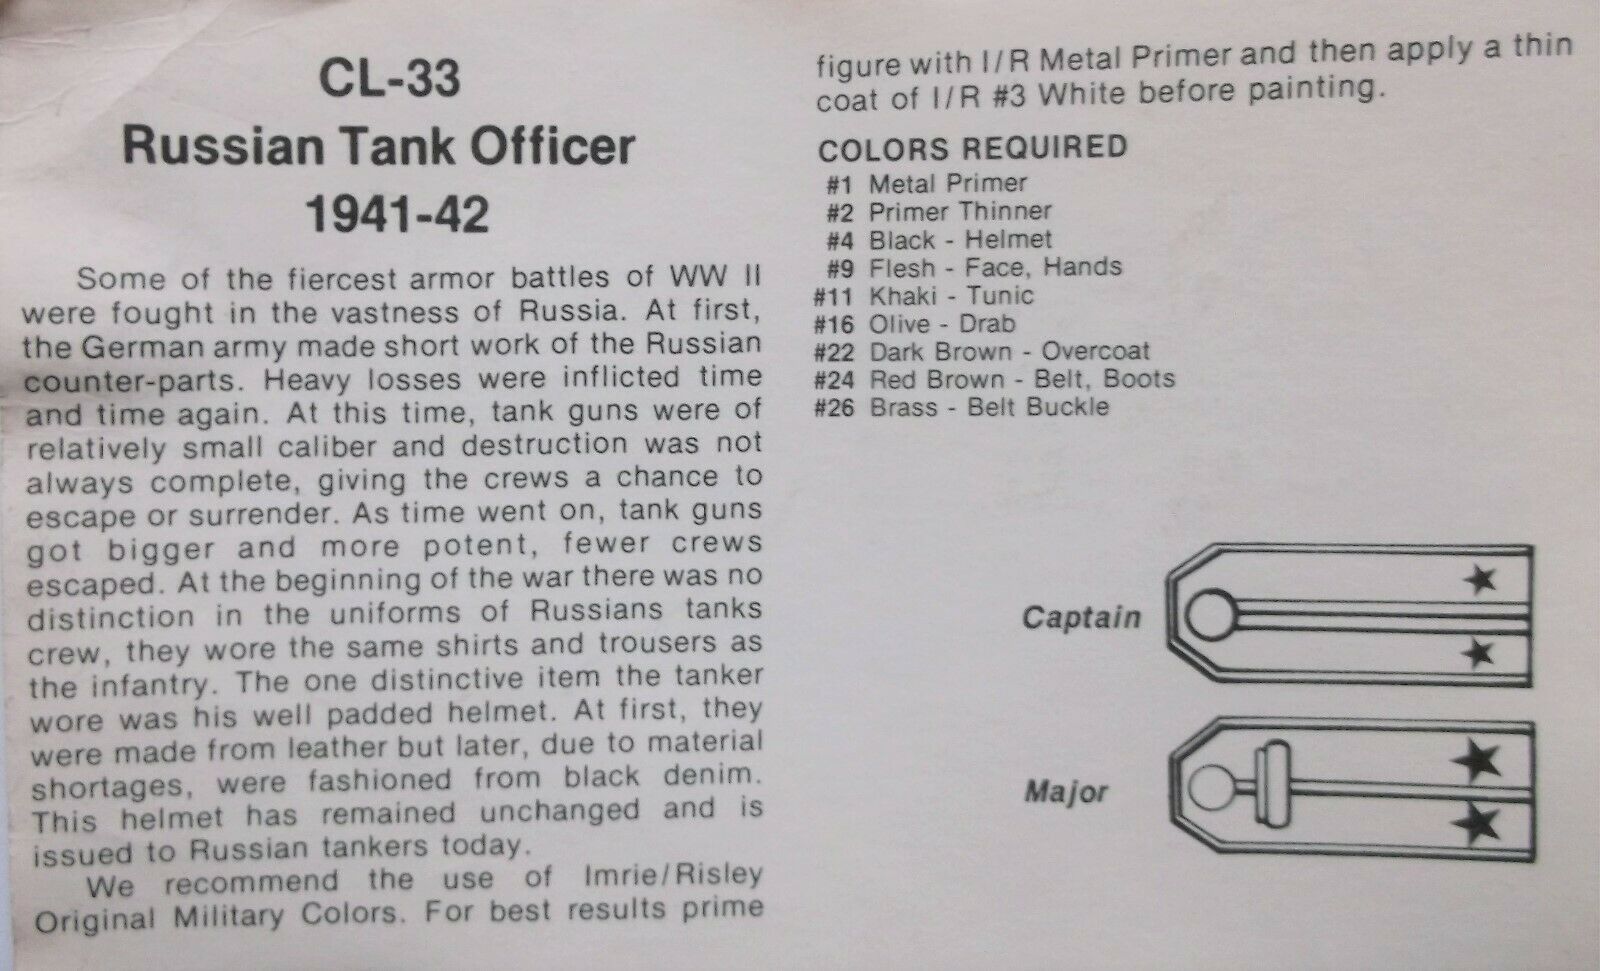 CL-33
Russian Tank Officer
1941-42
Some of the fiercest armor battles of WW II
were fought in the vastness of Russia. At first,
the German army made short work of the Russian
counter-parts. Heavy losses were inflicted time
and time again. At this time, tank guns were of
relatively small caliber and destruction was not
always complete, giving the crews a chance to
escape or surrender. As time went on, tank guns
got bigger and more potent, fewer crews
escaped. At the beginning of the war there was no
distinction in the uniforms of Russians tanks
crew, they wore the same shirts and trousers as
the infantry. The one distinctive item the tanker
wore was his well padded helmet. At first, they
were made from leather but later, due to material
shortages, were fashioned from black denim.
This helmet has remained unchanged and is
issued to Russian tankers today.
We recommend the use of Imrie/Risley
Original Military Colors. For best results prime
figure with I/R Metal Primer and then apply a thin
coat of I/R #3 White before painting.
COLORS REQUIRED
#1 Metal Primer
#2 Primer Thinner
#4 Black - Helmet
#9 Flesh - Face, Hands
#11 Khaki - Tunic
#16 Olive - Drab
#22 Dark Brown - Overcoat
#24 Red Brown - Belt, Boots
#26 Brass - Belt Buckle
Captain
Major